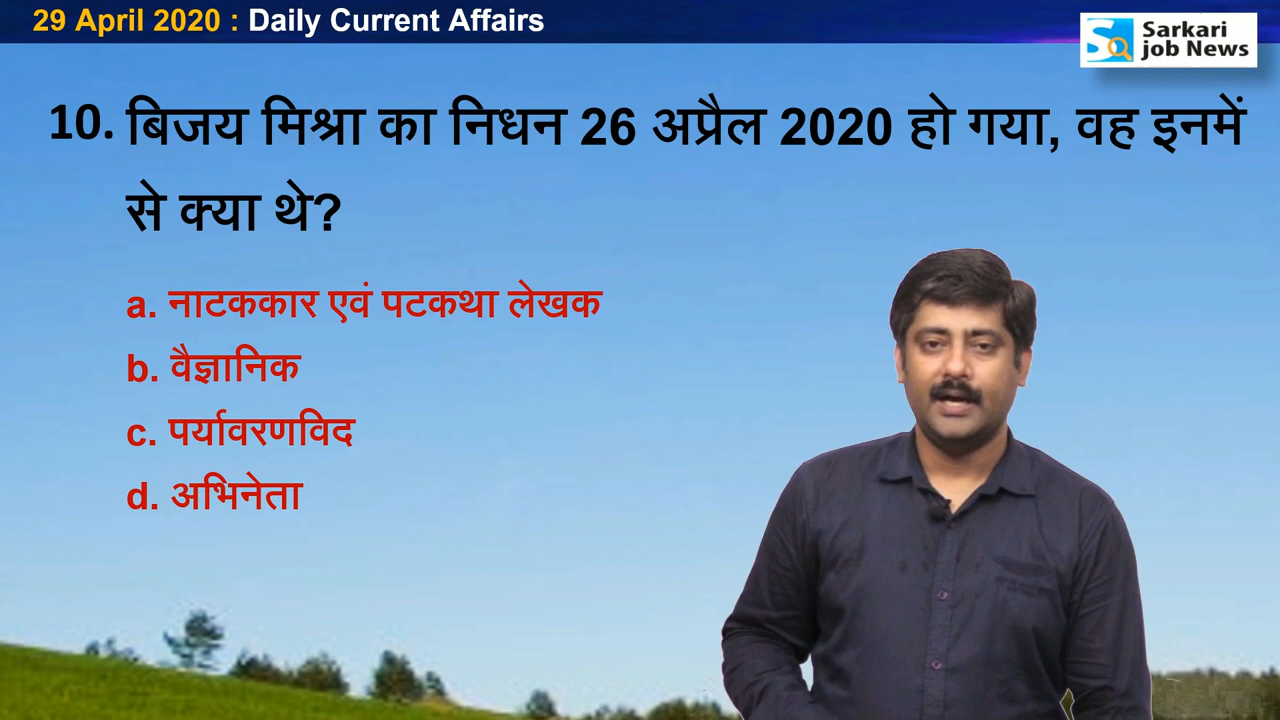 29 April 2020 : Daily Current Affairs
Sarkari
job News
10. बिजय मिश्रा का निधन 26 अप्रैल 2020 हो गया, वह इनमें
से क्या थे?
a. नाटककार एवं पटकथा लेखक
b. वैज्ञानिक
c. पर्यावरणविद
d. अभिनेता